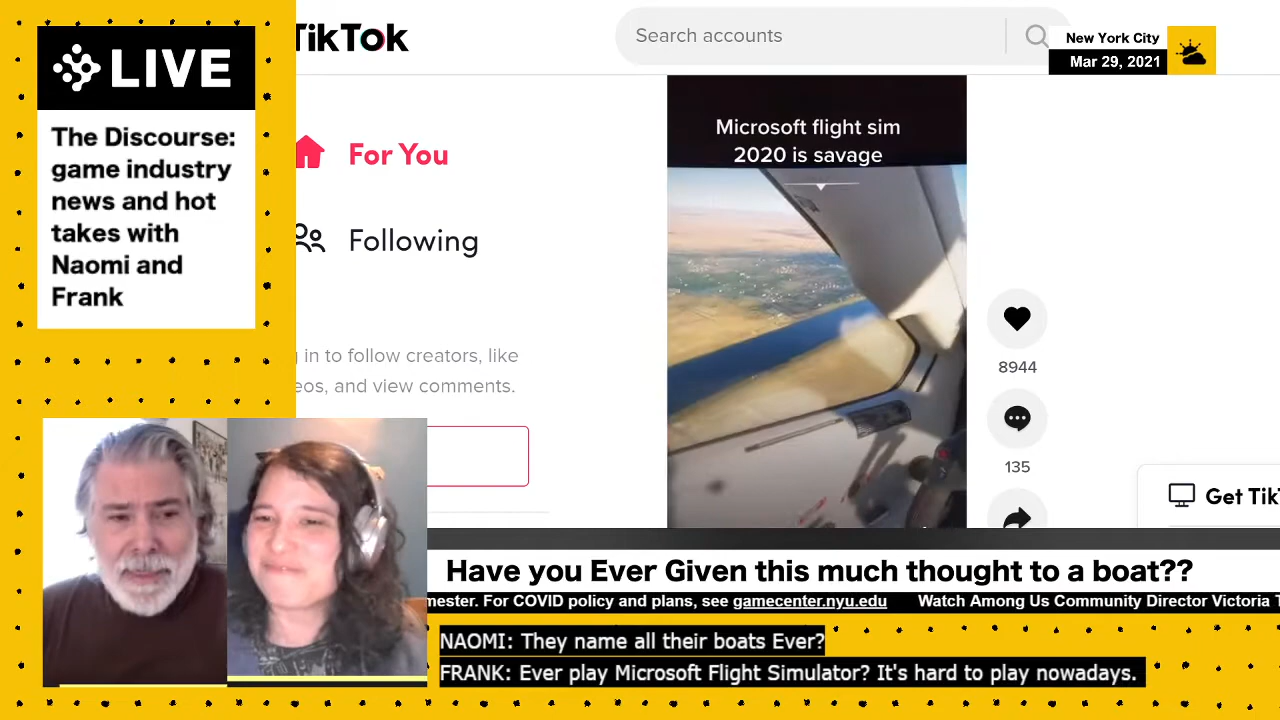 LIVE
The Discourse:
game industry
news and hot
takes with
Naomi and
Frank
TikTok
Search accounts
New York City
Mar 29, 2021
For You
Following
in to follow creators, like
eos, and view comments.
Microsoft flight sim
2020 is savage
8944
135
Get TikT
Have you Ever Given this much thought to a boat??
mester. For COVID policy and plans, see gamecenter.nyu.edu Watch Among Us Community Director Victoria T
NAOMI: They name all their boats Ever?
FRANK: Ever play Microsoft Flight Simulator? It's hard to play nowadays.